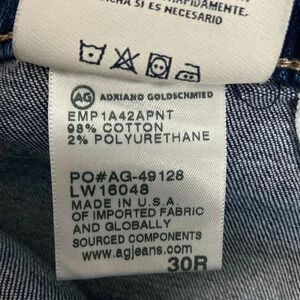 RÁPIDAMENTE,
CHA SI ES NECESARIO
AG ADRIANO GOLDSCHMIED
EMP1A42APNT
98% COTTON
2% POLYURETHANE
PO#AG-49128
LW16048
MADE IN U.S.A.
OF IMPORTED FABRIC
AND GLOBALLY
SOURCED COMPONENTS
www.agjeans.com
30R